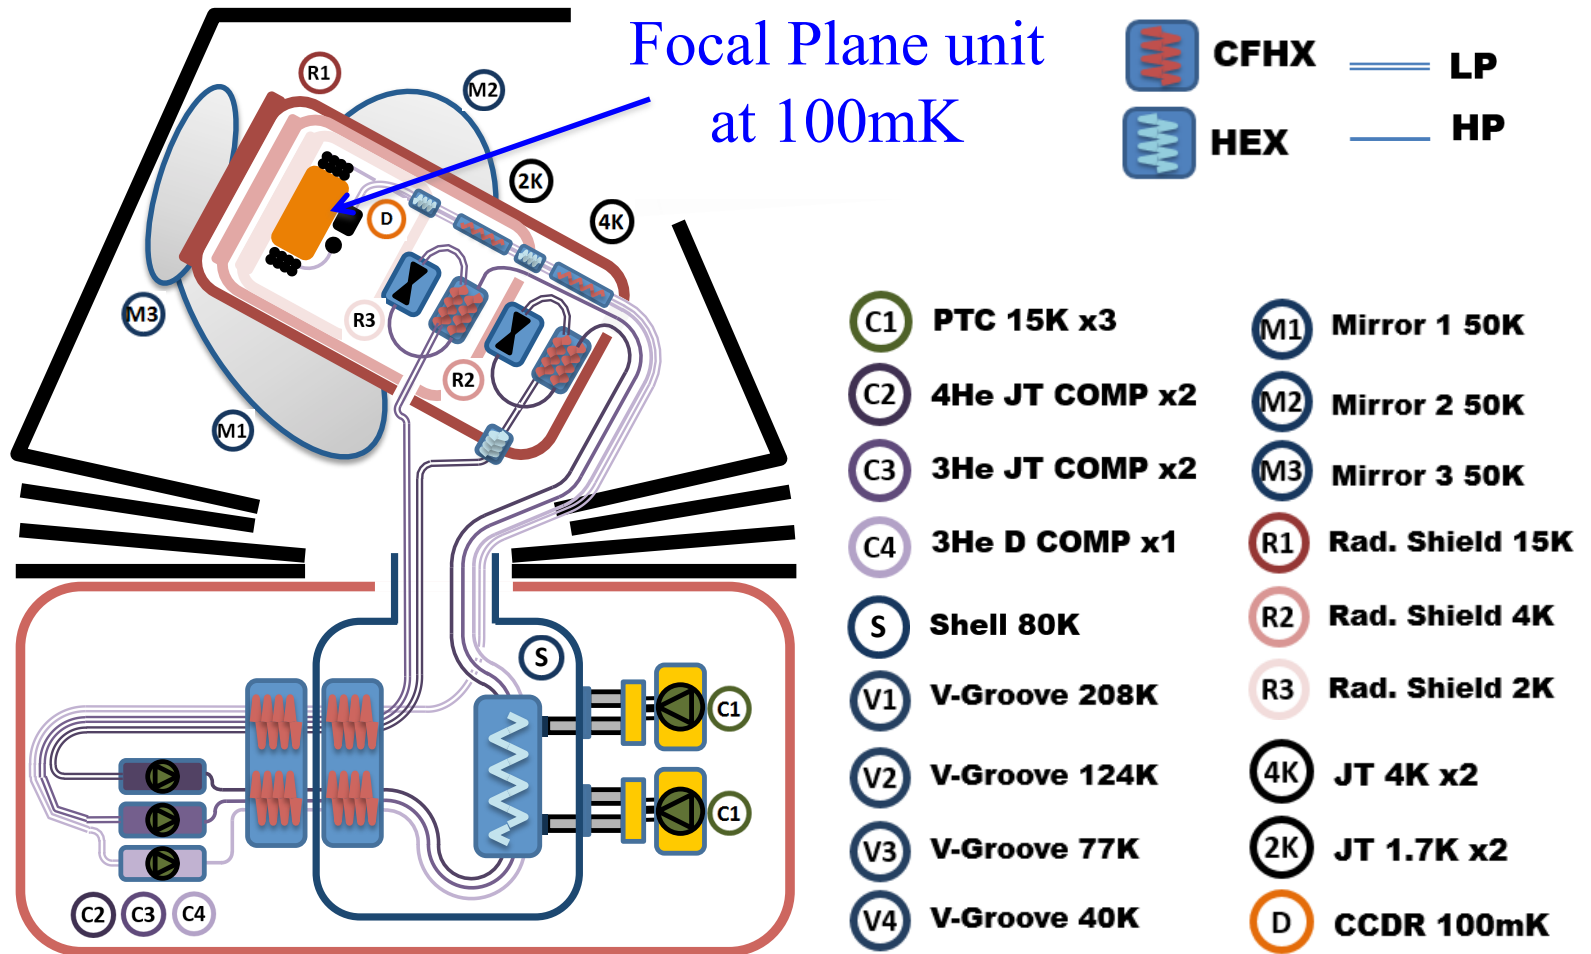 Focal Plane unit
at 100mK
CFHX
LP
HEX
HP
R1
M2
2K
4K
D
R3
M3
R2
M1
S
C1
C1
C2 C3 C4
C1 PTC 15K x3
C2 4He JT COMP x2
C3 3He JT COMP x2
C4 3He D COMP x1
S Shell 80K
V1 V-Groove 208K
V2 V-Groove 124K
V3 V-Groove 77K
V4 V-Groove 40K
M1 Mirror 1 50K
M2 Mirror 2 50K
M3 Mirror 3 50K
R1 Rad. Shield 15K
R2 Rad. Shield 4K
R3 Rad. Shield 2K
4K JT 4K x2
2K JT 1.7K x2
D CCDR 100mK